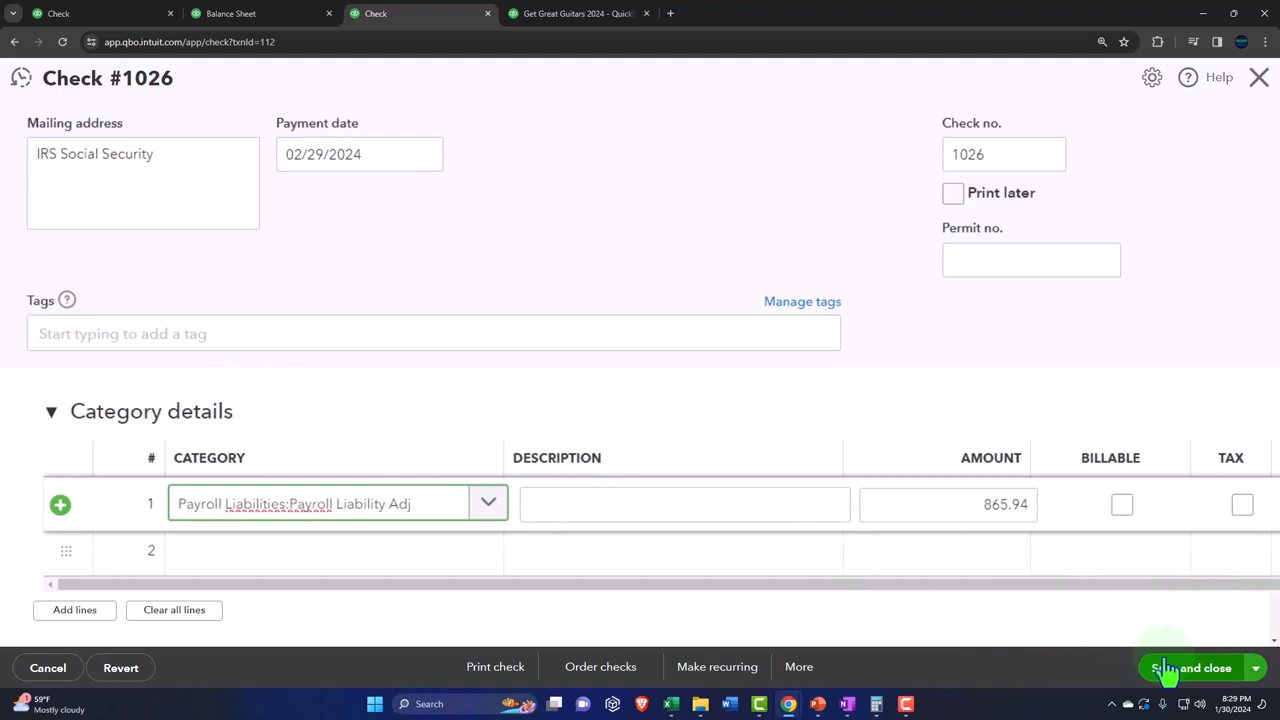 Check
Balance Sheet
Check
Get Great Guitars 2024 - Quick
app.qbo.intuit.com/app/check?txnId=112
Check #1026
Help
Mailing address
Payment date
Check no.
IRS Social Security
02/29/2024
1026
Print later
Permit no.
Tags
Manage tags
Start typing to add a tag
Category details
# CATEGORY DESCRIPTION AMOUNT BILLABLE TAX
1 Payroll Liabilities:Payroll Liability Adj 865.94
2
Add lines
Clear all lines
Cancel
Revert
Print check
Order checks
Make recurring
More
and close
59°F
Mostly cloudy
Search
8:29 PM
1/30/2024